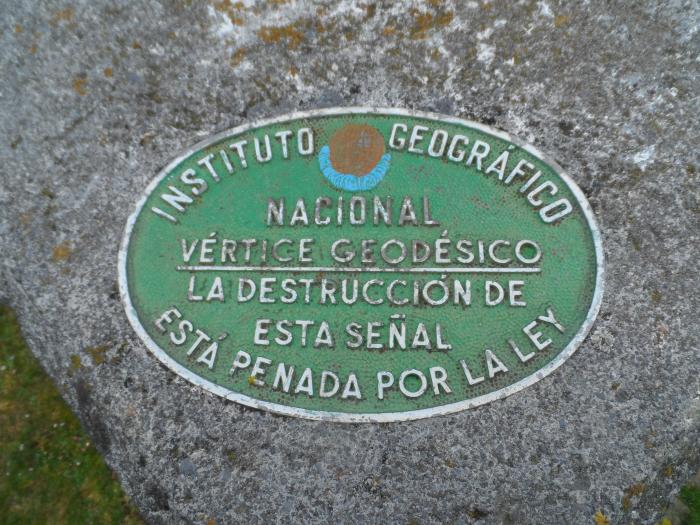 INSTITUTO GEOGRÁFICO
NACIONAL
VÉRTICE GEODÉSICO
LA DESTRUCCIÓN DE
ESTA SEÑAL
ESTÁ PENADA POR LA LEY